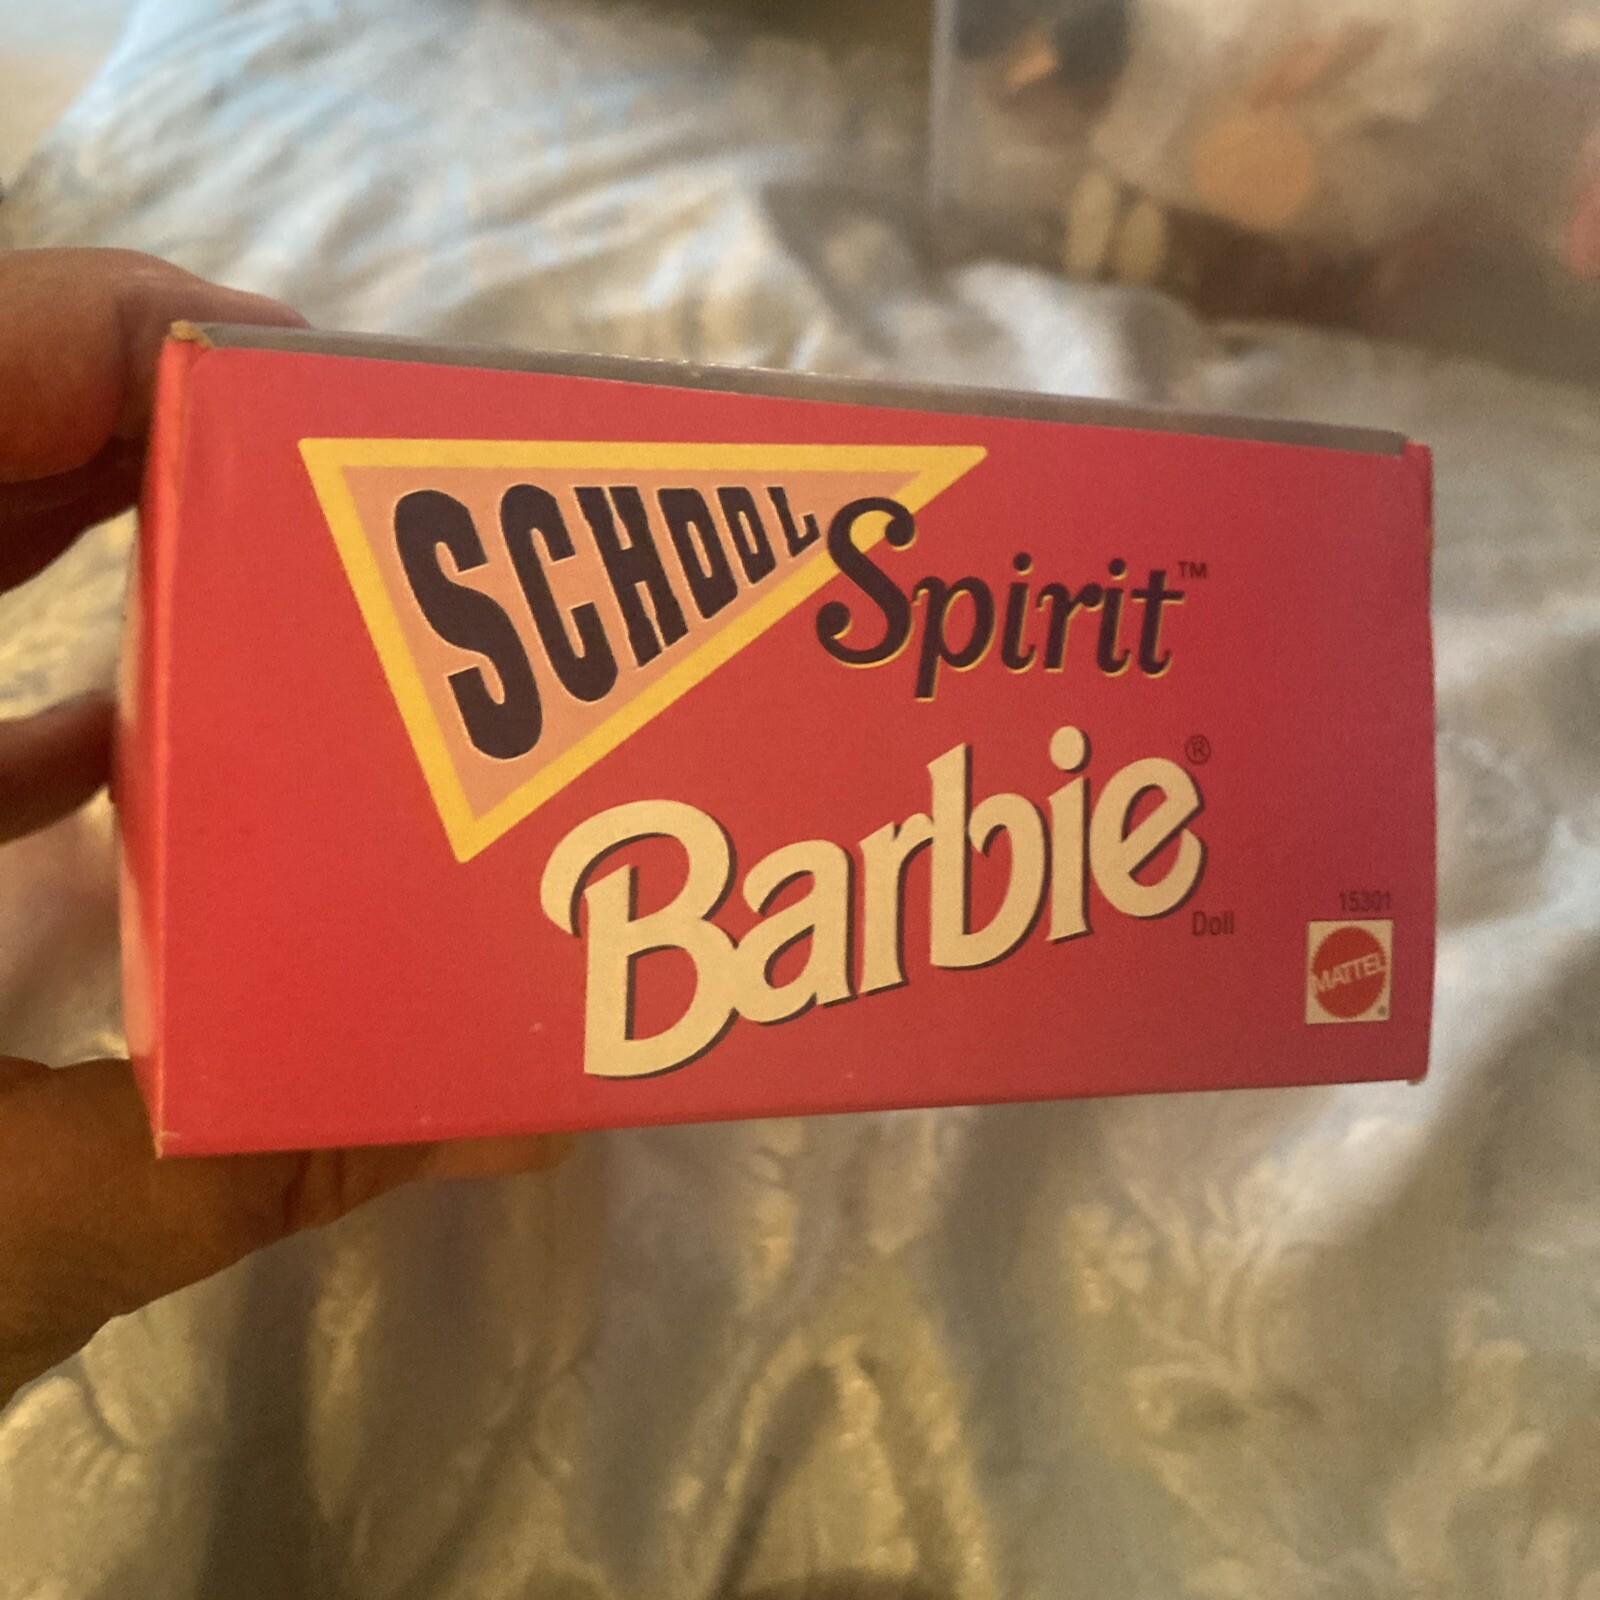 SCHOOL
Spirit™
Barbie®
Doll
15301
MATTEL®